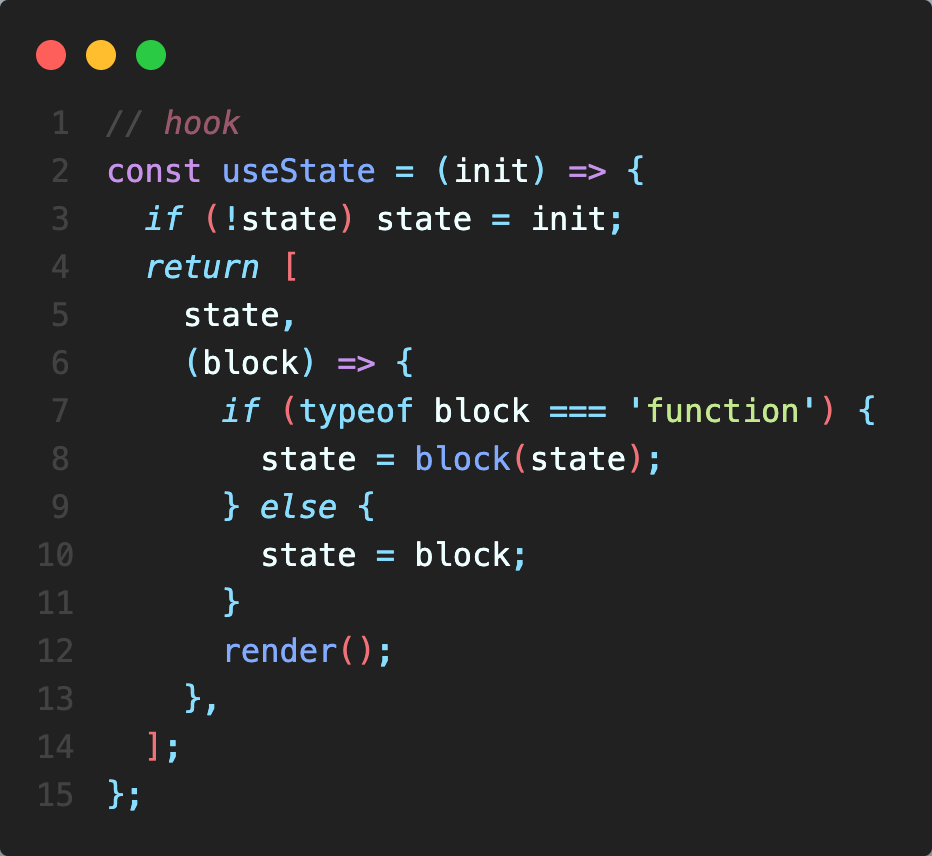 1 // hook
2 const useState = (init) => {
3   if (!state) state = init;
4   return [
5     state,
6     (block) => {
7       if (typeof block === 'function') {
8         state = block(state);
9       } else {
10         state = block;
11       }
12       render();
13     },
14   ];
15 };